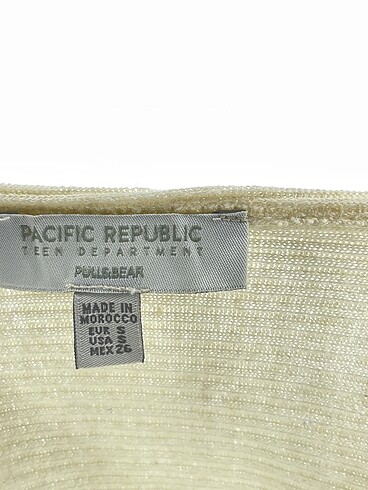 PACIFIC REPUBLIC
TEEN DEPARTMENT
PULL&BEAR
MADE IN
MOROCCO
EUR S
USA S
MEX 26